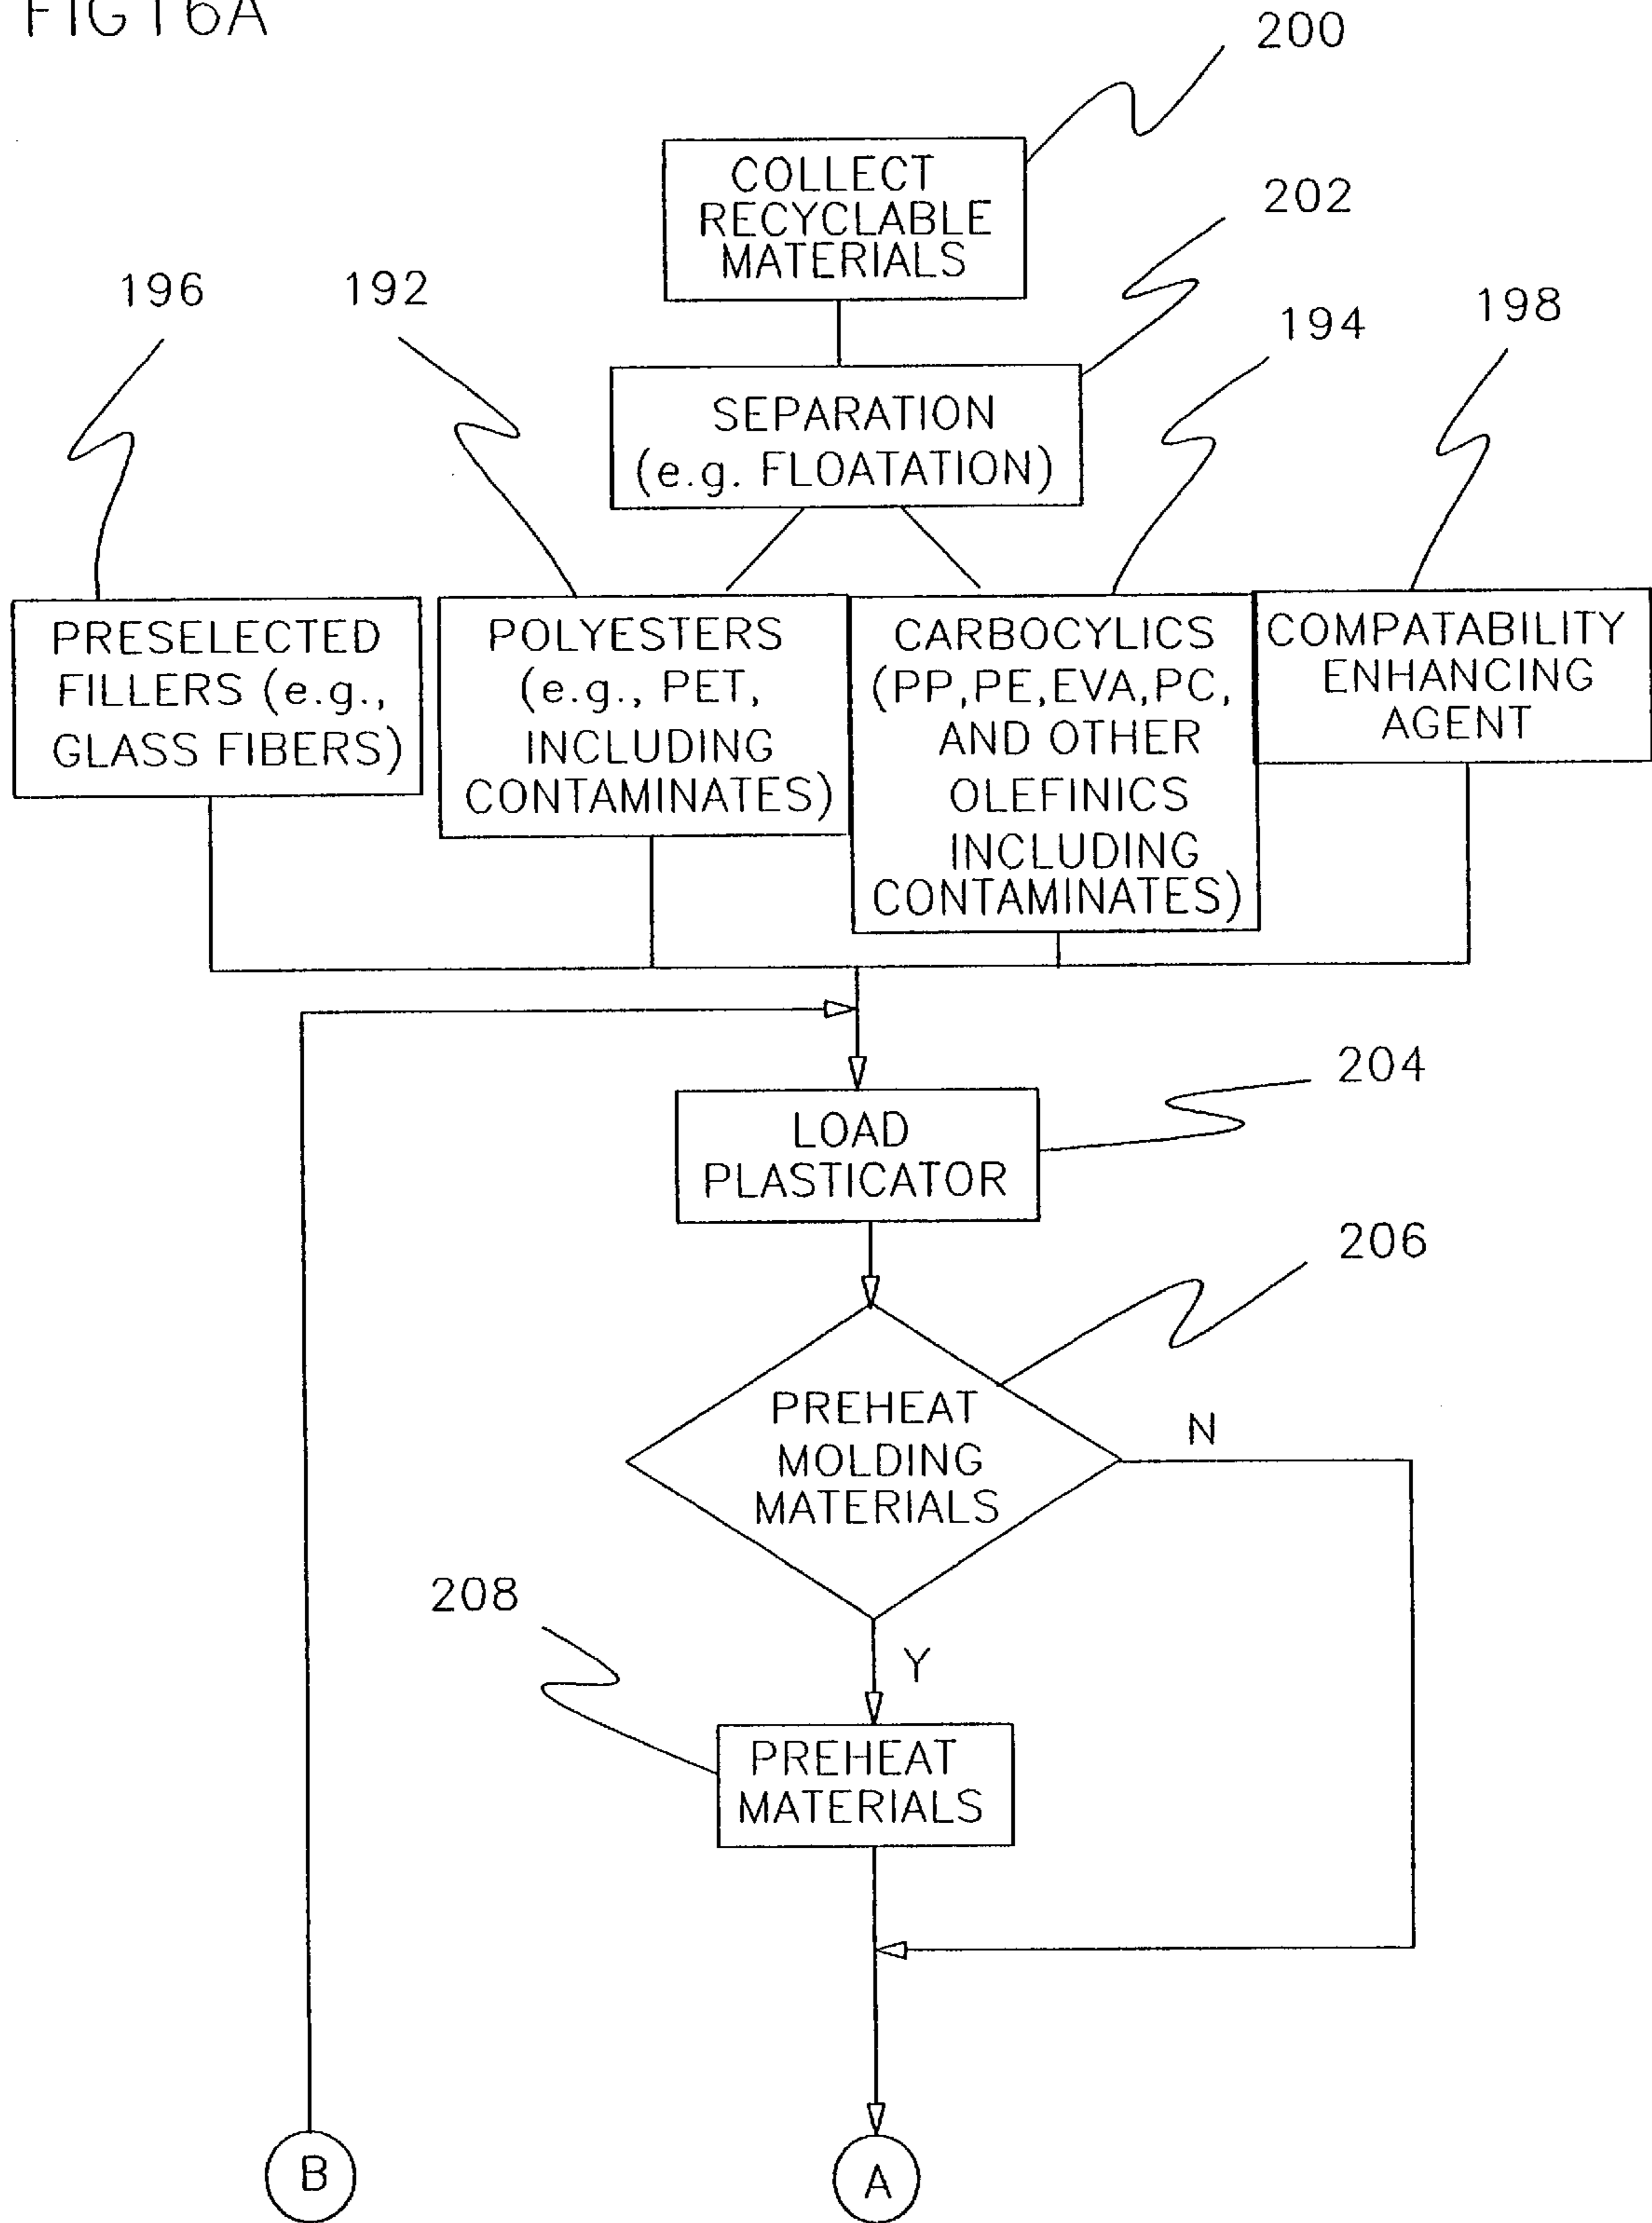 FIG16A
200
COLLECT
RECYCLABLE
MATERIALS
202
196
192
194
198
SEPARATION
(e.g. FLOATATION)
PRESELECTED
FILLERS (e.g.,
GLASS FIBERS)
POLYESTERS
(e.g., PET,
INCLUDING
CONTAMINATES)
CARBOCYLICS
(PP,PE,EVA,PC,
AND OTHER
OLEFINICS
INCLUDING
CONTAMINATES)
COMPATABILITY
ENHANCING
AGENT
204
LOAD
PLASTICATOR
206
PREHEAT
MOLDING
MATERIALS
N
208
Y
PREHEAT
MATERIALS
B
A